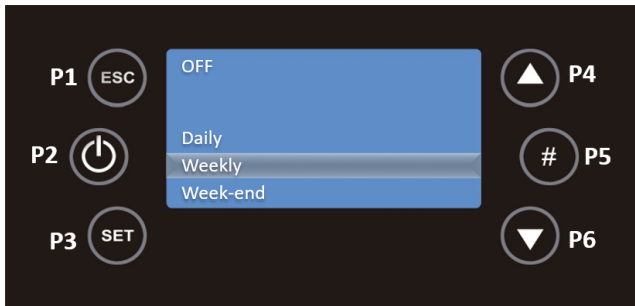 P1 ESC
OFF
P4
Daily
P2
Weekly
# P5
Week-end
P3 SET
P6